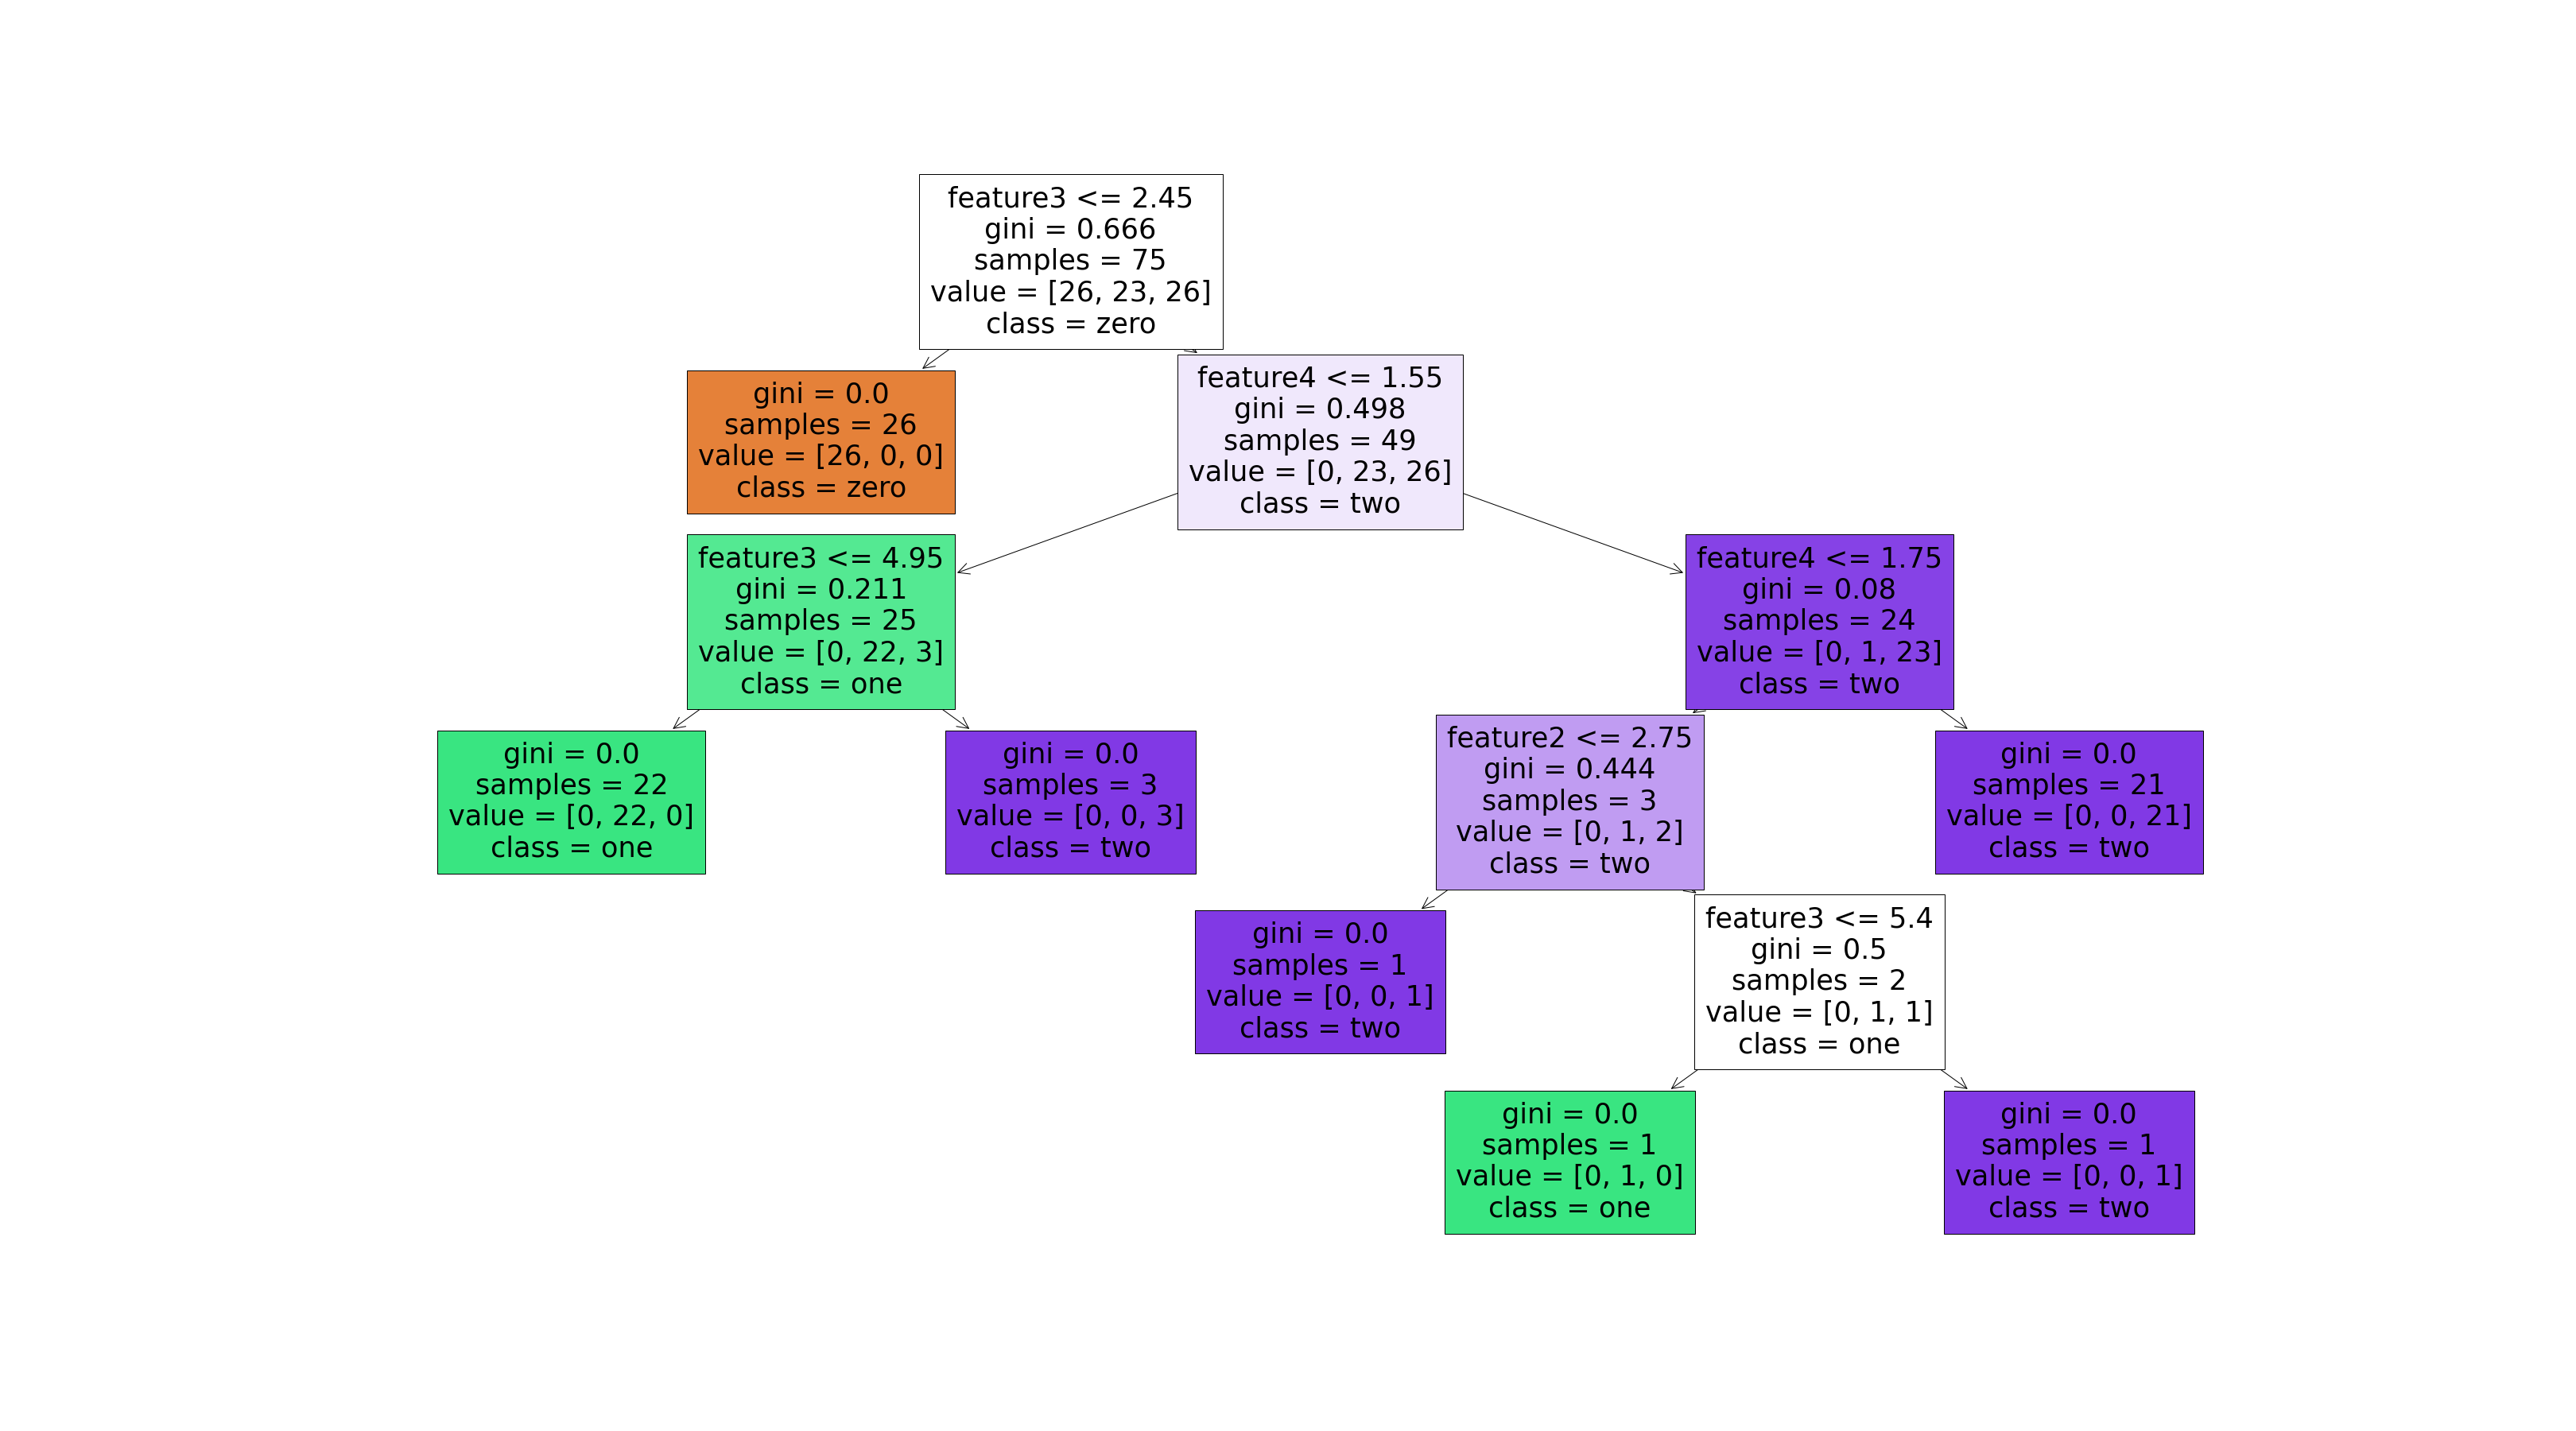 feature3 <= 2.45
gini = 0.666
samples = 75
value = [26, 23, 26]
class = zero
gini = 0.0
samples = 26
value = [26, 0, 0]
class = zero
feature4 <= 1.55
gini = 0.498
samples = 49
value = [0, 23, 26]
class = two
feature3 <= 4.95
gini = 0.211
samples = 25
value = [0, 22, 3]
class = one
feature4 <= 1.75
gini = 0.08
samples = 24
value = [0, 1, 23]
class = two
gini = 0.0
samples = 22
value = [0, 22, 0]
class = one
gini = 0.0
samples = 3
value = [0, 0, 3]
class = two
feature2 <= 2.75
gini = 0.444
samples = 3
value = [0, 1, 2]
class = two
gini = 0.0
samples = 21
value = [0, 0, 21]
class = two
gini = 0.0
samples = 1
value = [0, 0, 1]
class = two
feature3 <= 5.4
gini = 0.5
samples = 2
value = [0, 1, 1]
class = one
gini = 0.0
samples = 1
value = [0, 1, 0]
class = one
gini = 0.0
samples = 1
value = [0, 0, 1]
class = two